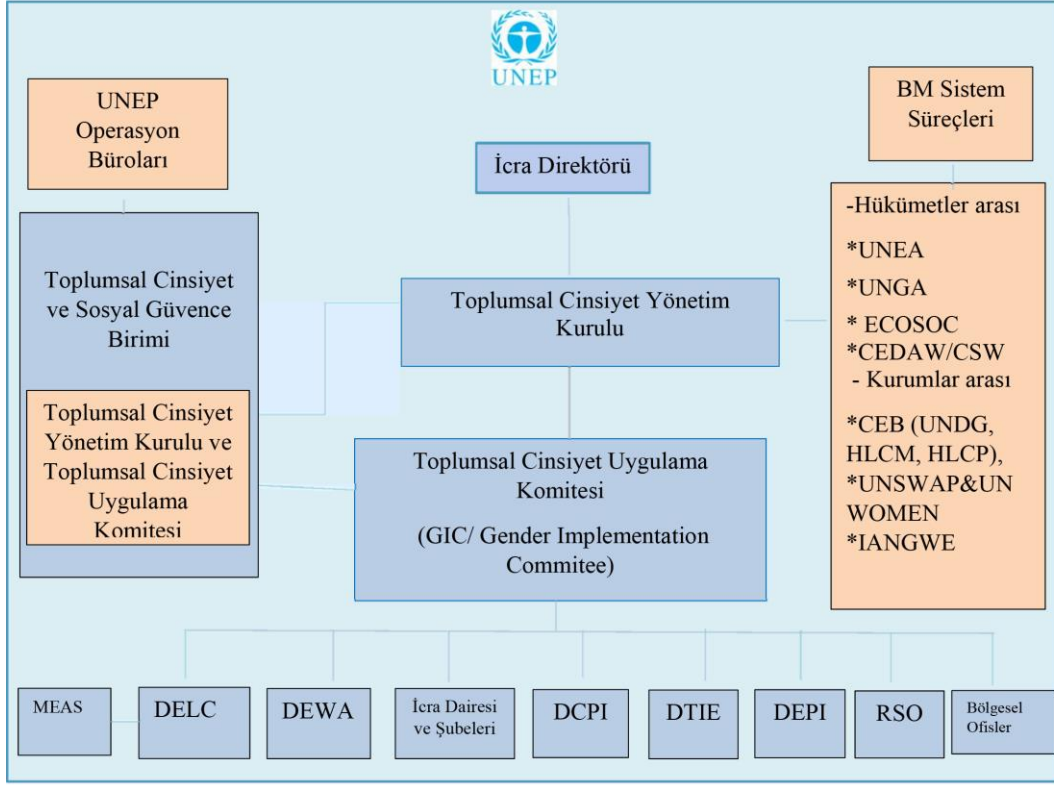 UNEP
UNEP
Operasyon
Büroları
İcra Direktörü
BM Sistem
Süreçleri
Toplumsal Cinsiyet
ve Sosyal Güvence
Birimi
Toplumsal Cinsiyet
Yönetim Kurulu ve
Toplumsal Cinsiyet
Uygulama
Komitesi
Toplumsal Cinsiyet Yönetim
Kurulu
Toplumsal Cinsiyet Uygulama
Komitesi
(GIC/ Gender Implementation
Commitee)
-Hükümetler arası
*UNEA
*UNGA
* ECOSOC
*CEDAW/CSW
- Kurumlar arası
*CEB (UNDG,
HLCM, HLCP),
*UNSWAP&UN
WOMEN
*IANGWE
MEAS
DELC
DEWA
İcra Dairesi
ve Şubeleri
DCPI
DTIE
DEPI
RSO
Bölgesel
Ofisler